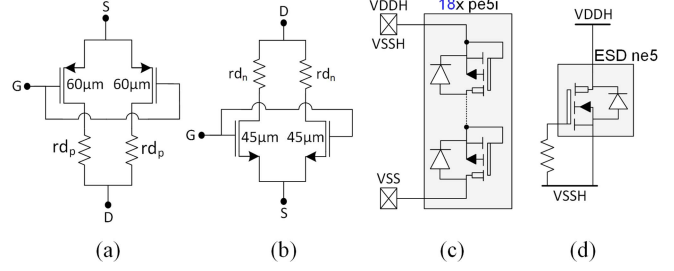 S
60µm 60µm
G
rdp rdp
D
(a)
D
rdn rdn
G
45µm 45µm
S
(b)
18x pe5i
VDDH
VSSH
VSS
(c)
VDDH
ESD ne5
VSSH
(d)